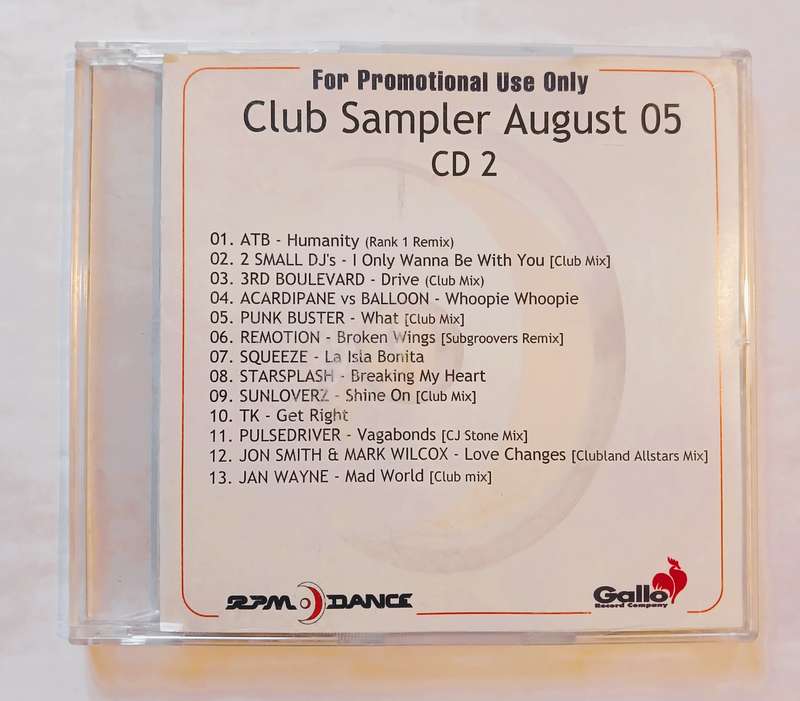 For Promotional Use Only
Club Sampler August 05
CD 2
01. ATB - Humanity (Rank 1 Remix)
02. 2 SMALL DJ's - I Only Wanna Be With You [Club Mix]
03. 3RD BOULEVARD - Drive (Club Mix)
04. ACARDIPANE vs BALLOON - Whoopie Whoopie
05. PUNK BUSTER - What [Club Mix]
06. REMOTION - Broken Wings [Subgroovers Remix]
07. SQUEEZE - La Isla Bonita
08. STARSPLASH - Breaking My Heart
09. SUNLOVERZ - Shine On [Club Mix]
10. TK - Get Right
11. PULSEDRIVER - Vagabonds [CJ Stone Mix]
12. JON SMITH & MARK WILCOX - Love Changes [Clubland Allstars Mix]
13. JAN WAYNE - Mad World [Club mix]
RPM DANCE
Gallo
Record Company